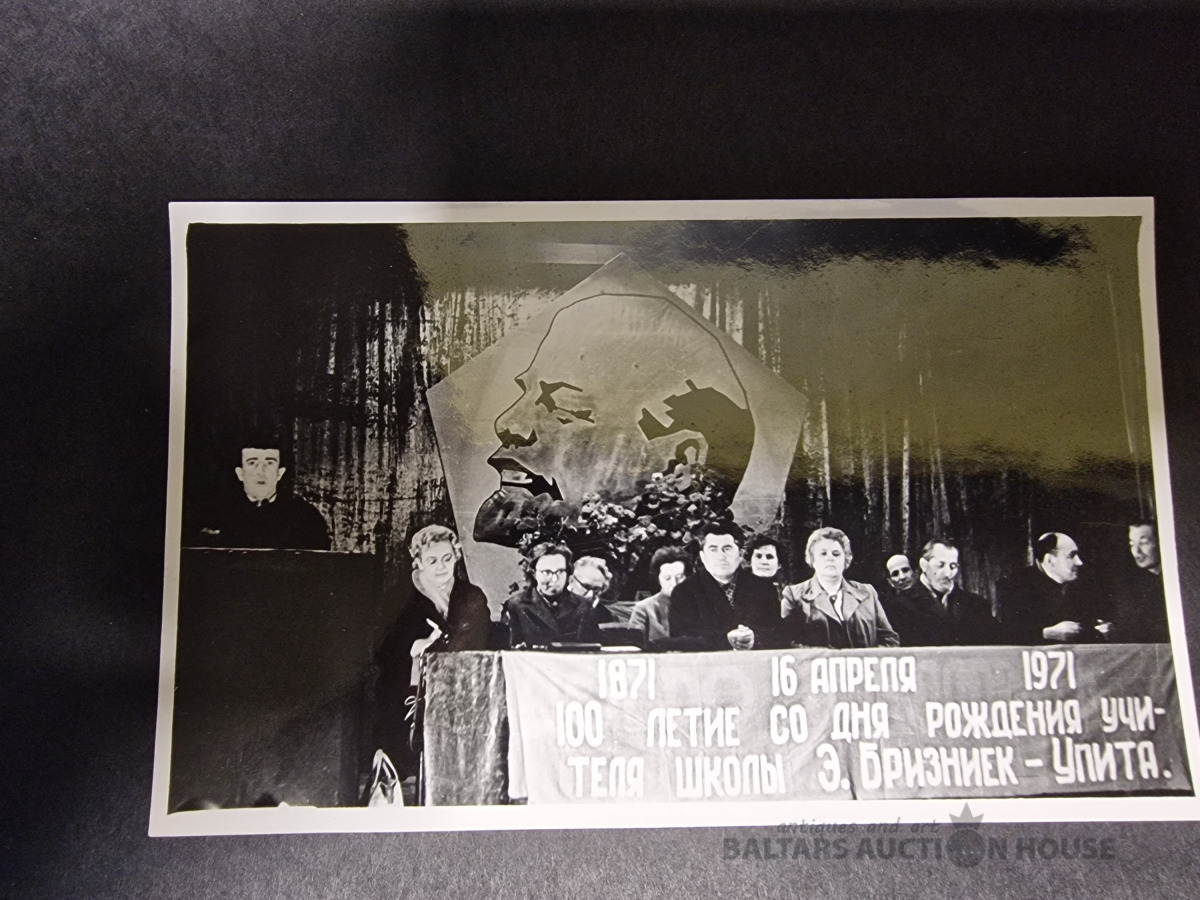 1871 16 АПРЕЛЯ 1971
100 ЛЕТИЕ СО ДНЯ РОЖДЕНИЯ УЧИ-
ТЕЛЯ ШКОЛЫ Э. БРИЗНИЕК-УПИТА.
antiques and art
BALTARS AUCTION HOUSE